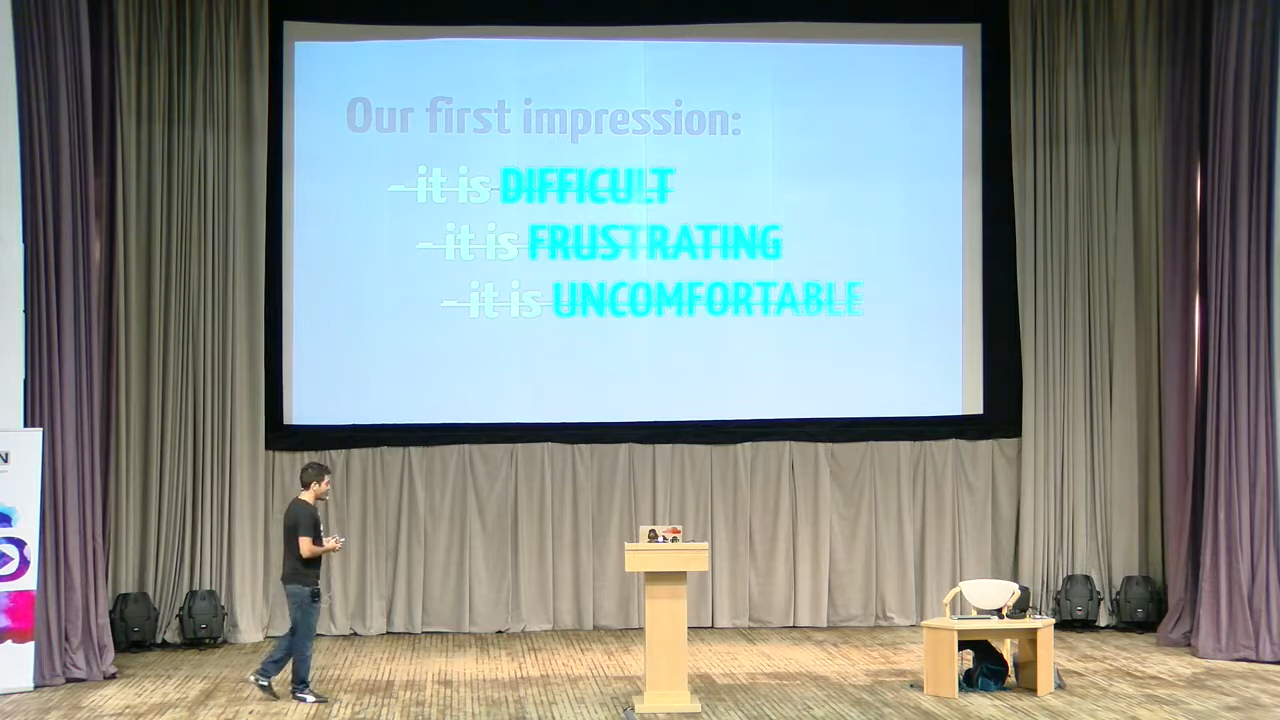 Our first impression:
- it is DIFFICULT
- it is FRUSTRATING
- it is UNCOMFORTABLE
N